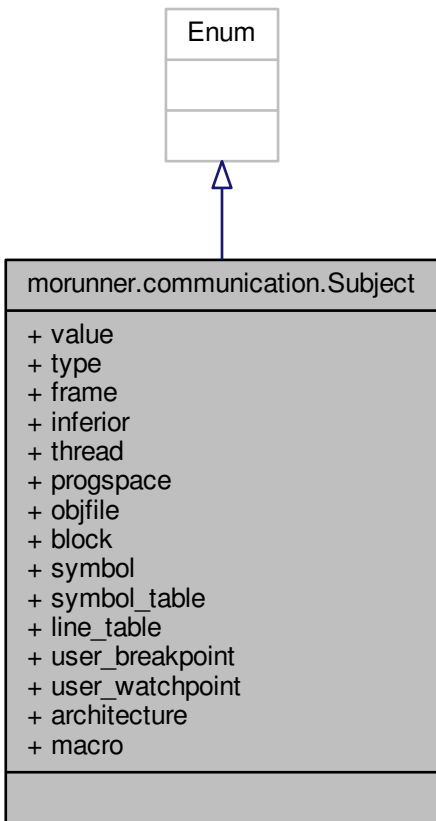 Enum
morunner.communication.Subject
+ value
+ type
+ frame
+ inferior
+ thread
+ progspace
+ objfile
+ block
+ symbol
+ symbol_table
+ line_table
+ user_breakpoint
+ user_watchpoint
+ architecture
+ macro